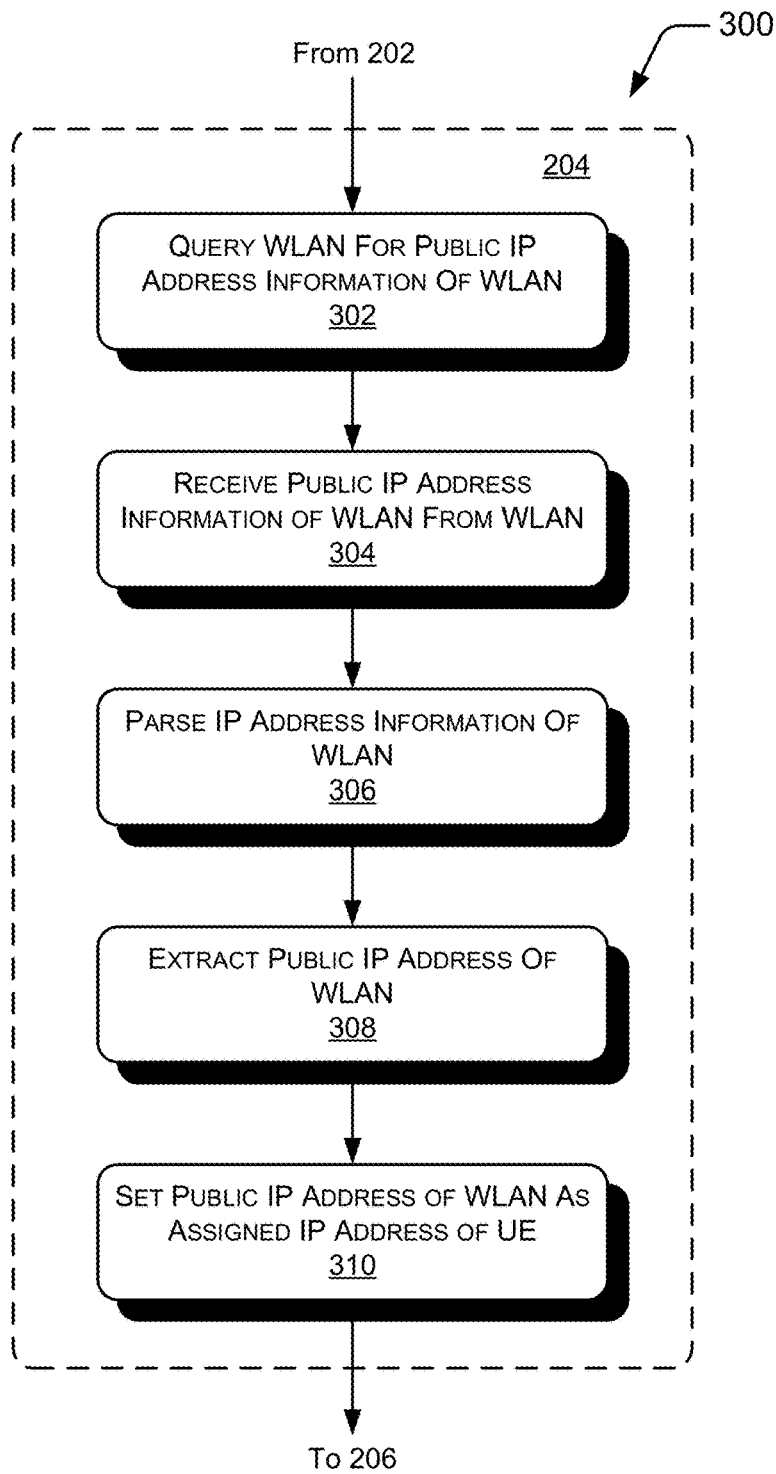 300
From 202
204
QUERY WLAN FOR PUBLIC IP
ADDRESS INFORMATION OF WLAN
302
RECEIVE PUBLIC IP ADDRESS
INFORMATION OF WLAN FROM WLAN
304
PARSE IP ADDRESS INFORMATION OF
WLAN
306
EXTRACT PUBLIC IP ADDRESS OF
WLAN
308
SET PUBLIC IP ADDRESS OF WLAN AS
ASSIGNED IP ADDRESS OF UE
310
To 206